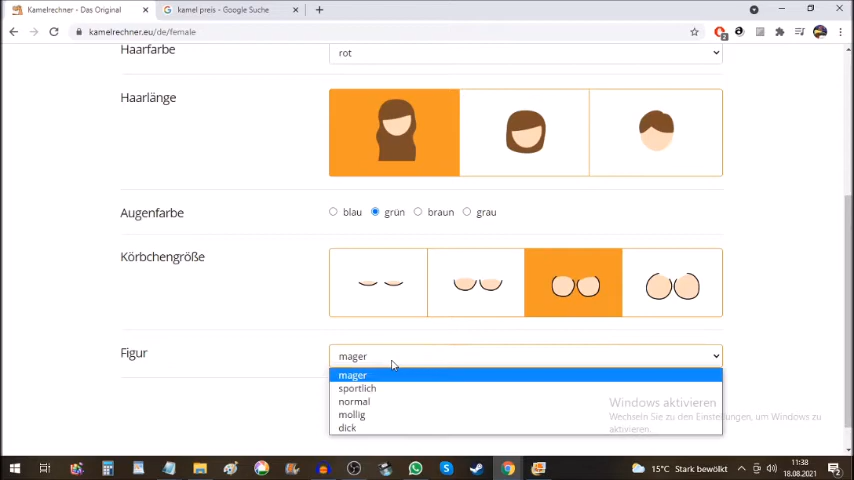 Kamelrechner - Das Original
kamel preis - Google Suche
kamelrechner.eu/de/female
Haarfarbe
rot
Haarlänge
Augenfarbe
blau grün braun grau
Körbchengröße
Figur
mager
mager
sportlich
normal
mollig
dick
Windows aktivieren
Wechseln Sie zu den Einstellungen, um Windows zu
aktivieren.
15°C Stark bewölkt
11:38
18.08.2021